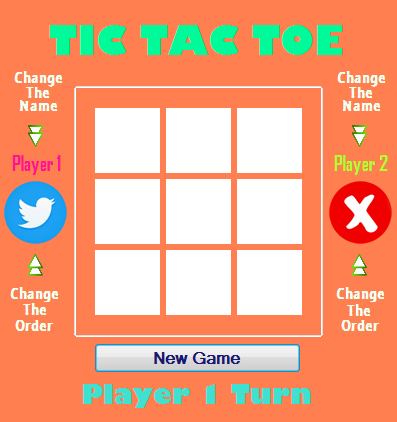 TIC TAC TOE
Change
The
Name
Player 1
Change
The
Order
Change
The
Name
Player 2
Change
The
Order
New Game
Player 1 Turn